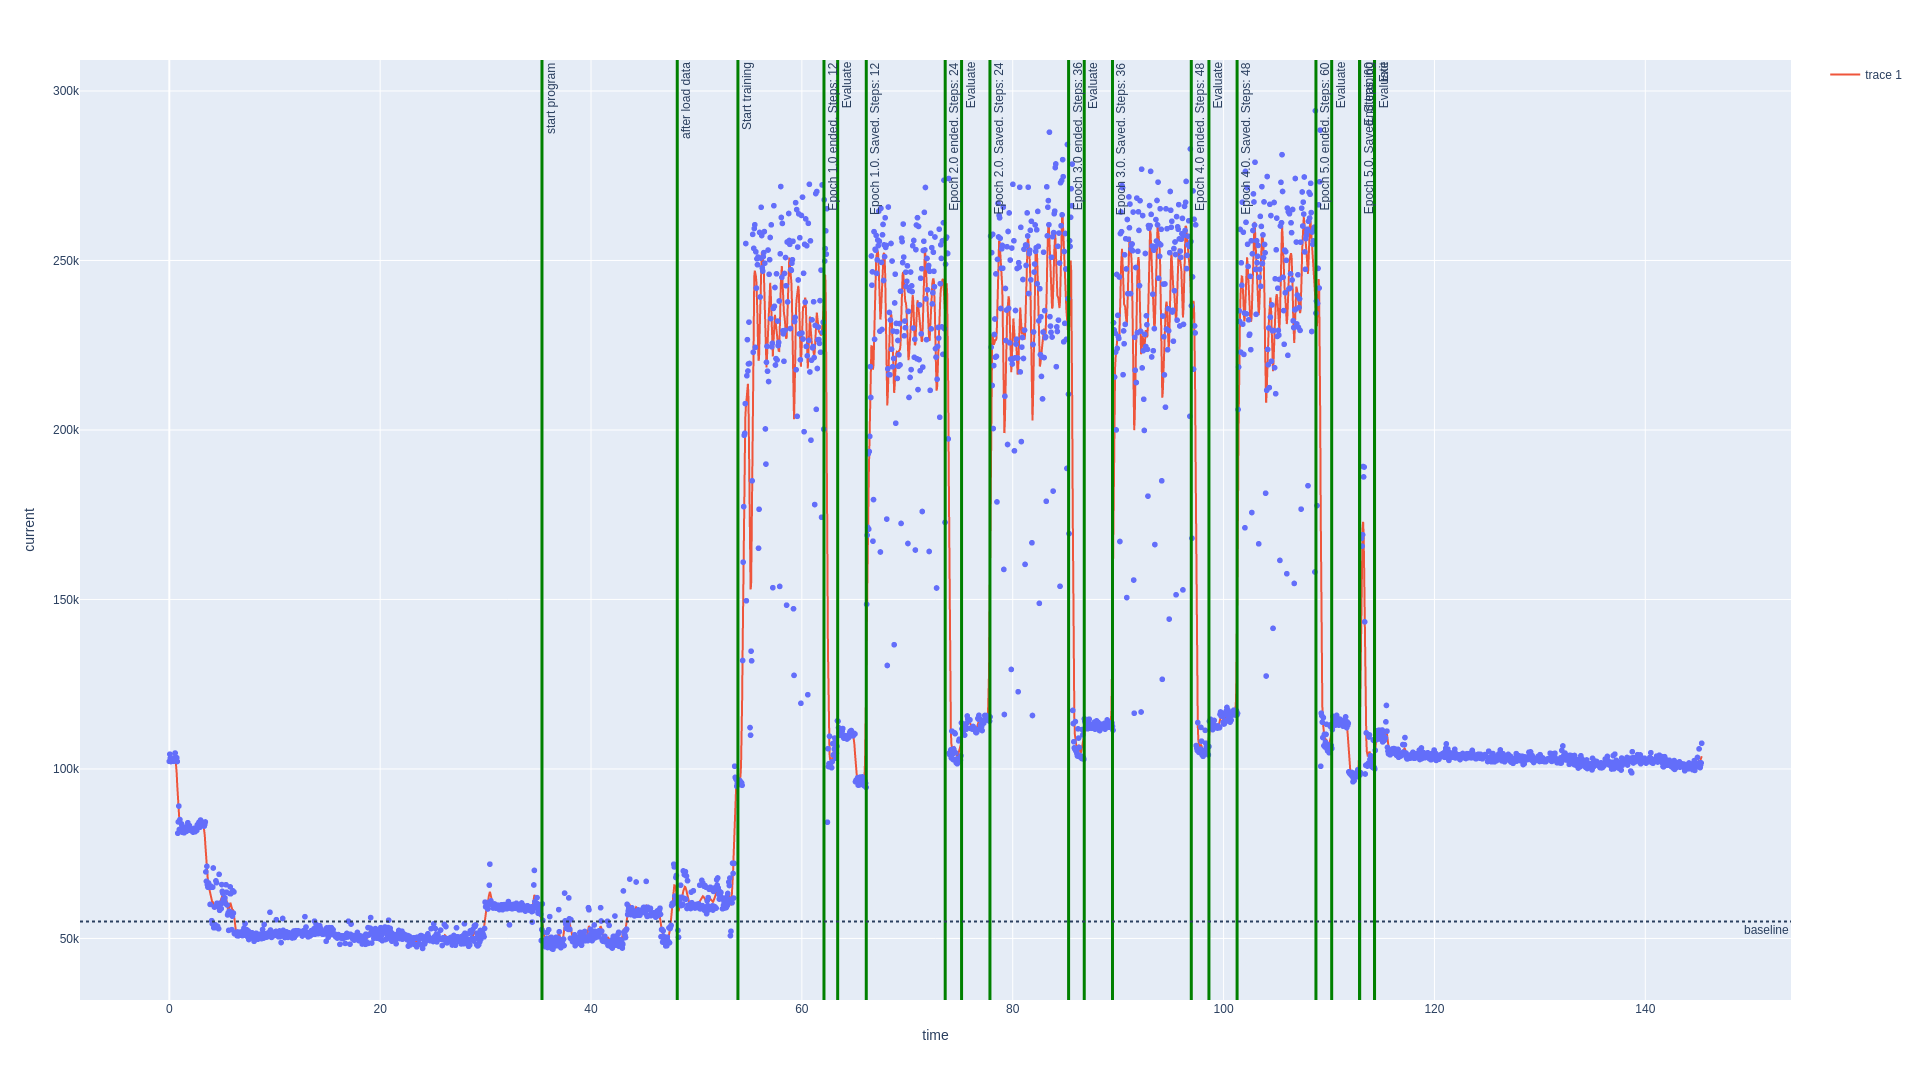 trace 1
300k
250k
200k
150k
100k
50k
current
0
20
40
60
80
100
120
140
time
baseline
start program
after load data
Start training
Epoch 1.0 ended. Steps: 12
Evaluate
Epoch 1.0. Saved. Steps: 12
Epoch 2.0 ended. Steps: 24
Evaluate
Epoch 2.0. Saved. Steps: 24
Epoch 3.0 ended. Steps: 36
Evaluate
Epoch 3.0. Saved. Steps: 36
Epoch 4.0 ended. Steps: 48
Evaluate
Epoch 4.0. Saved. Steps: 48
Epoch 5.0 ended. Steps: 60
Evaluate
Epoch 5.0. Saved.
Evaluate